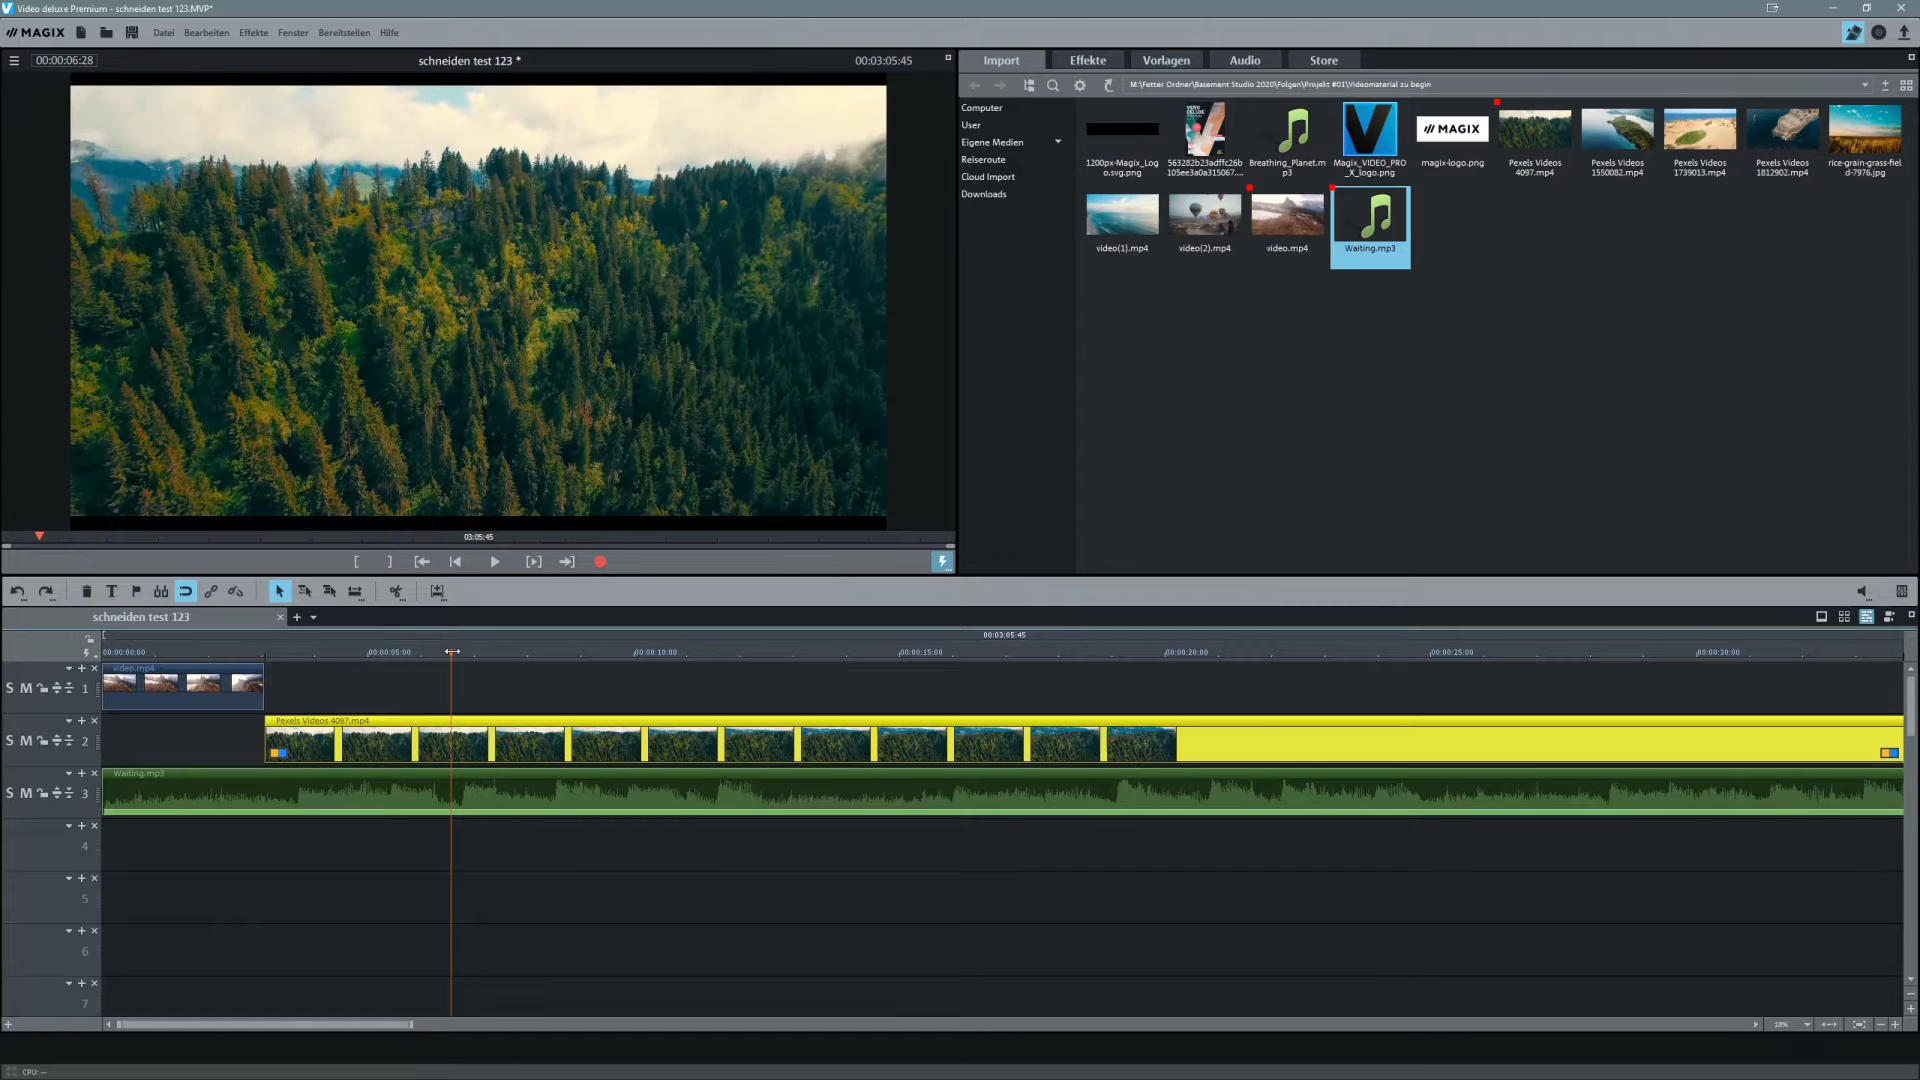 Video deluxe Premium - schneiden test 123.MVP*
MAGIX
Datei Bearbeiten Effekte Fenster Bereitstellen Hilfe
00:00:06:28
schneiden test 123 *
00:03:05:45
Import Effekte Vorlagen Audio Store
M:\Fetter Ordner\Basement Studio 2020\Folgen\Projekt #01\Videomaterial zu begin
Computer
User
Eigene Medien
Reiseroute
Cloud Import
Downloads
1200px-Magix_Logo.svg.png
563282b23adffc26b105ee3a0a315067....
Breathing_Planet.mp3
Magix_VIDEO_PRO_X_logo.png
MAGIX
magix-logo.png
Pexels Videos 4097.mp4
Pexels Videos 1550082.mp4
Pexels Videos 1739013.mp4
Pexels Videos 1812902.mp4
rice-grain-grass-field-7976.jpg
video(1).mp4
video(2).mp4
video.mp4
Waiting.mp3
03:05:45
schneiden test 123
00:03:05:45
00:00:00:00 00:00:05:00 00:00:10:00 00:00:15:00 00:00:20:00 00:00:25:00 00:00:30:00
video.mp4
S M 1
Pexels Videos 4097.mp4
S M 2
Waiting.mp3
S M 3
4
5
6
7
18%
CPU: --